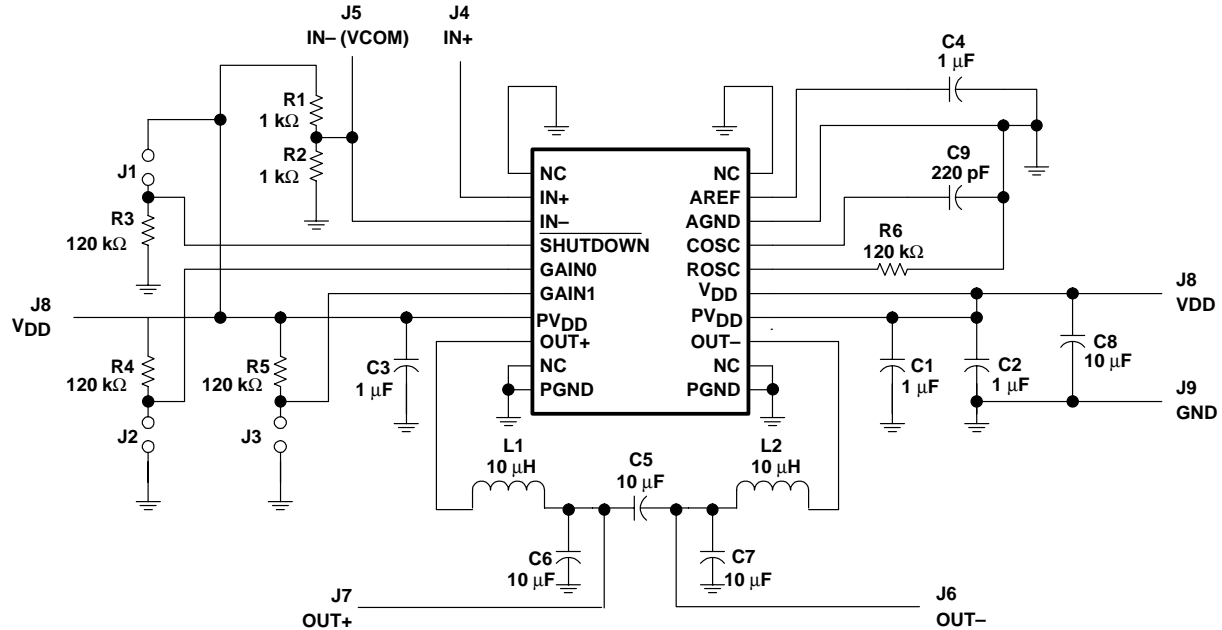 J5
IN– (VCOM)
J4
IN+
C4
1 µF
R1
1 kΩ
R2
1 kΩ
J1
R3
120 kΩ
C9
220 pF
R6
120 kΩ
NC
IN+
IN–
SHUTDOWN
GAIN0
GAIN1
PVDD
OUT+
NC
PGND
NC
AREF
AGND
COSC
ROSC
VDD
PVDD
OUT–
NC
PGND
J8
VDD
J8
VDD
R4
120 kΩ
R5
120 kΩ
C3
1 µF
C1
1 µF
C2
1 µF
C8
10 µF
J9
GND
J2
J3
L1
10 µH
C5
10 µF
L2
10 µH
C6
10 µF
C7
10 µF
J7
OUT+
J6
OUT–